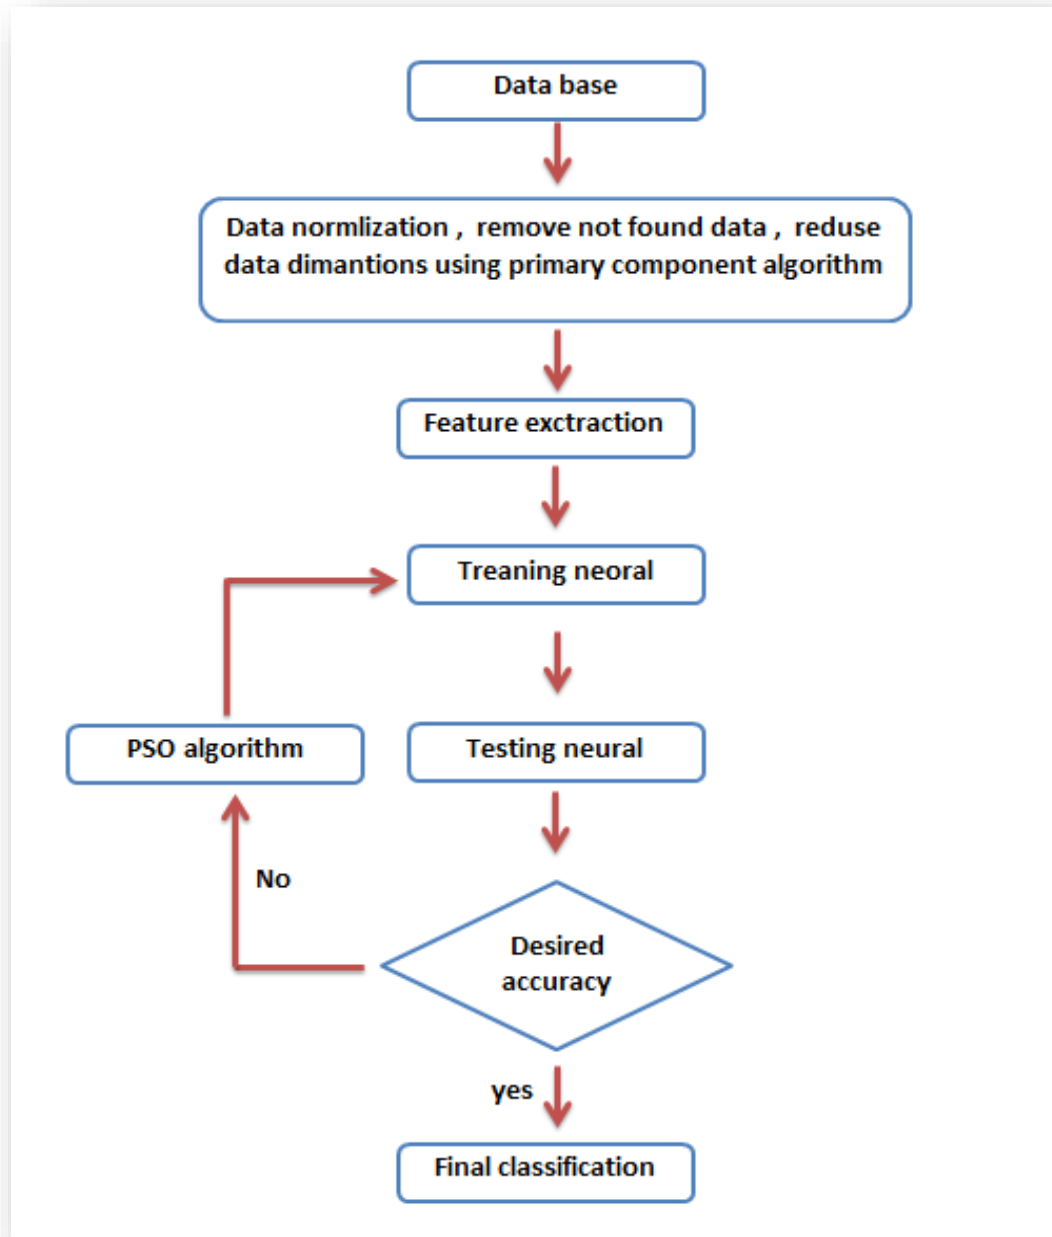 Data base
Data normlization ,  remove not found data ,  reduse
data dimantions using primary component algorithm
Feature exctraction
Treaning neoral
PSO algorithm
Testing neural
No
Desired
accuracy
yes
Final classification